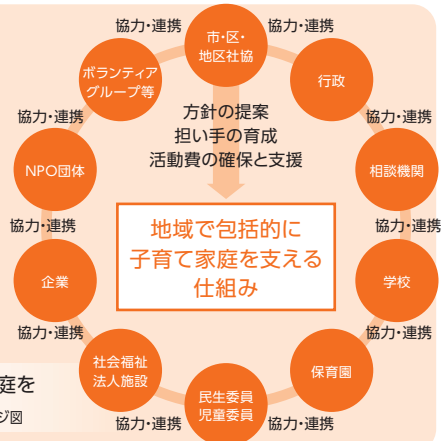 協力・連携
市・区・
地区社協
協力・連携
ボランティア
グループ等
行政
方針の提案
担い手の育成
活動費の確保と支援
協力・連携
協力・連携
NPO団体
相談機関
地域で包括的に
子育て家庭を支える
仕組み
協力・連携
協力・連携
企業
学校
協力・連携
協力・連携
社会福祉
法人施設
保育園
民生委員
児童委員
庭を
ジ図
協力・連携
協力・連携